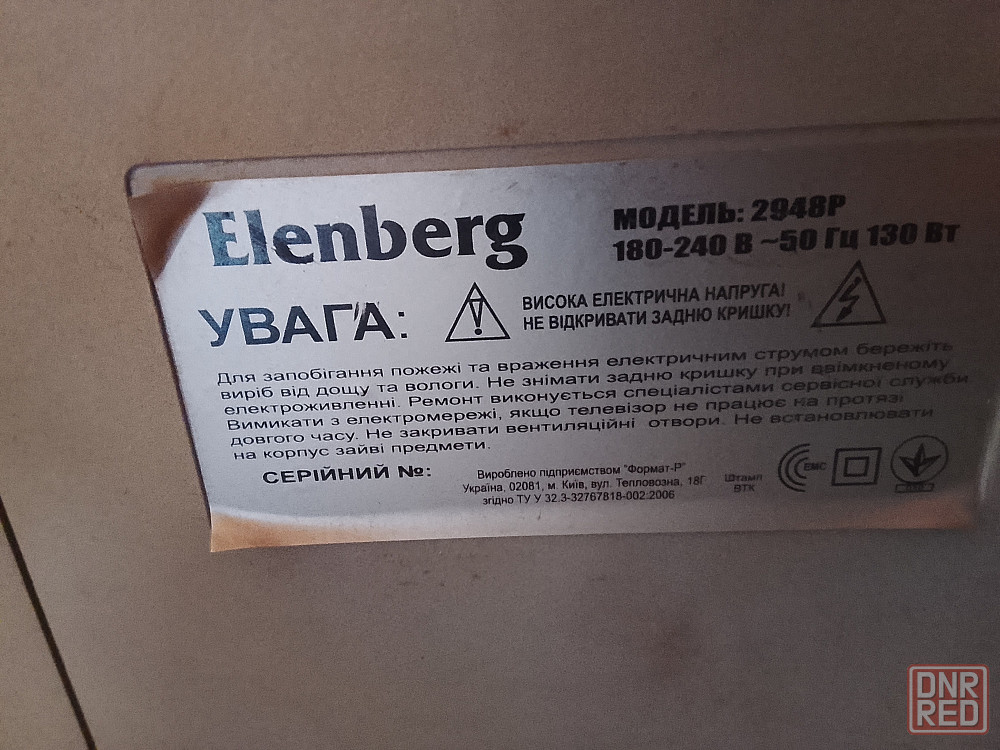 Elenberg
МОДЕЛЬ: 2948Р
180-240 В ~50 Гц 130 Вт
УВАГА:
ВИСОКА ЕЛЕКТРИЧНА НАПРУГА!
НЕ ВІДКРИВАТИ ЗАДНЮ КРИШКУ!
Для запобігання пожежі та враження електричним струмом бережіть
виріб від дощу та вологи. Не знімати задню кришку при ввімкненому
електроживленні. Ремонт виконується спеціалістами сервісної служби
Вимикати з електромережі, якщо телевізор не працює на протязі
довгого часу. Не закривати вентиляційні отвори. Не встановлювати
на корпус зайві предмети.
СЕРІЙНИЙ №:
Вироблено підприємством "Формат-Р"
Україна, 02081, м. Київ, вул. Тепловозна, 18Г
згідно ТУ У 32.3-32767818-002:2006
Штамп
ВТК
ЕМС
DNR
RED